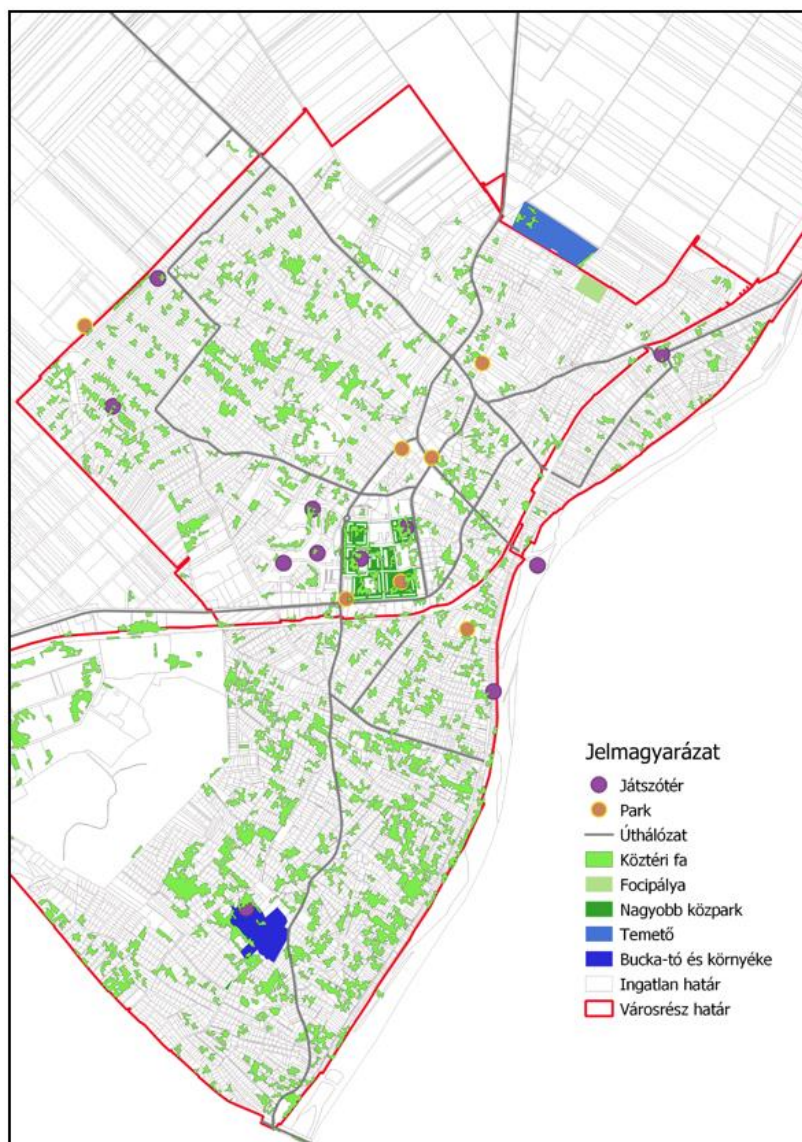 Jelmagyarázat
Játszótér
Park
Úthálózat
Köztéri fa
Focipálya
Nagyobb közpark
Temető
Bucka-tó és környéke
Ingatlan határ
Városrész határ